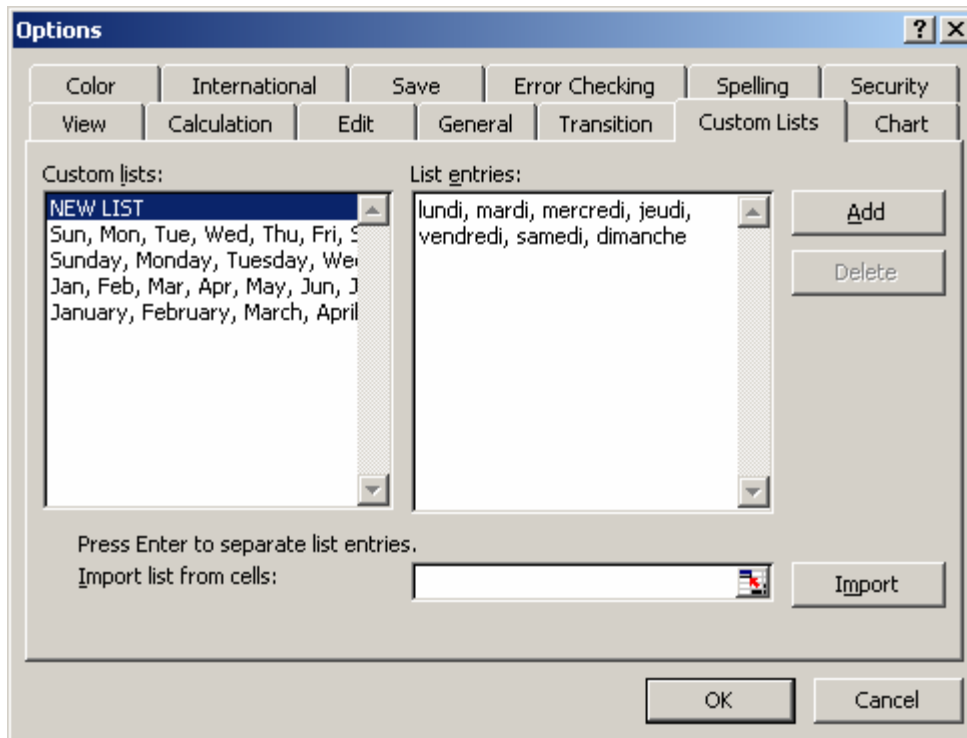 Options
Color International Save Error Checking Spelling Security
View Calculation Edit General Transition Custom Lists Chart
Custom lists: List entries:
NEW LIST
Sun, Mon, Tue, Wed, Thu, Fri, S
Sunday, Monday, Tuesday, We
Jan, Feb, Mar, Apr, May, Jun, J
January, February, March, April
lundi, mardi, mercredi, jeudi,
vendredi, samedi, dimanche
Add
Delete
Press Enter to separate list entries.
Import list from cells:
Import
OK Cancel